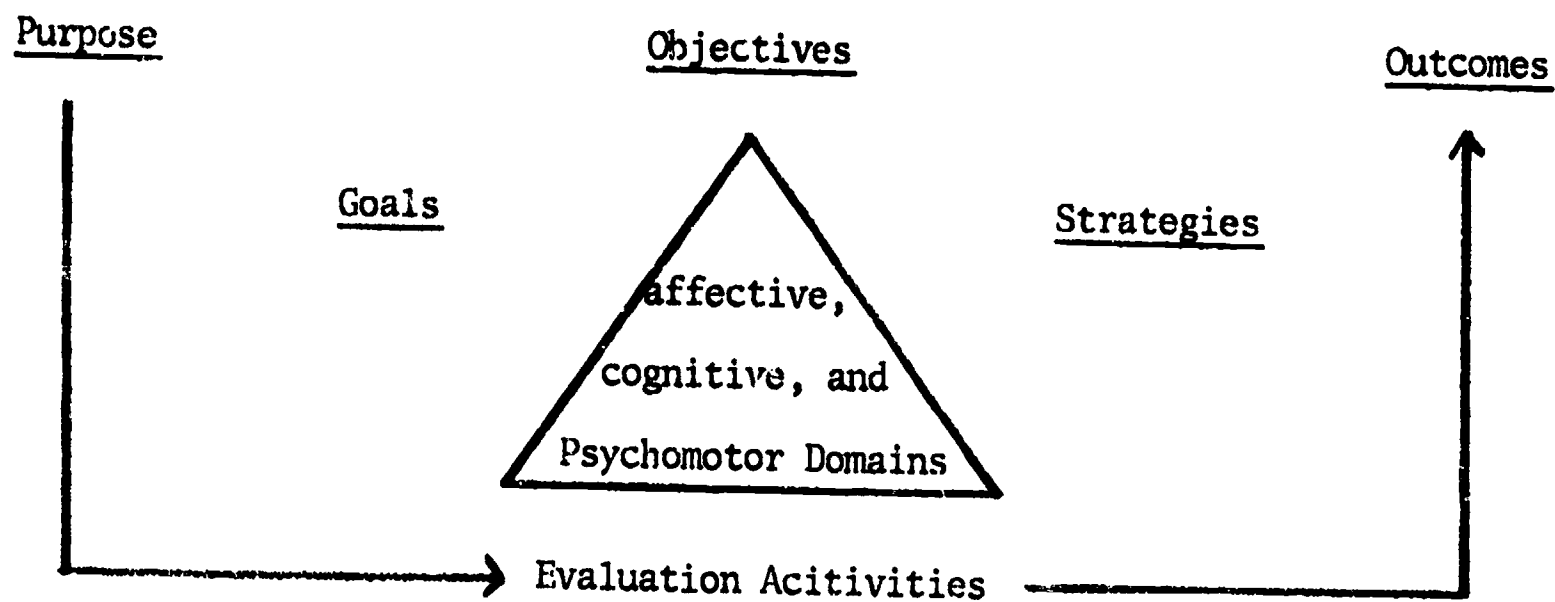 Purpose
Objectives
Outcomes
Goals
Strategies
affective,
cognitive, and
Psychomotor Domains
Evaluation Acitivities